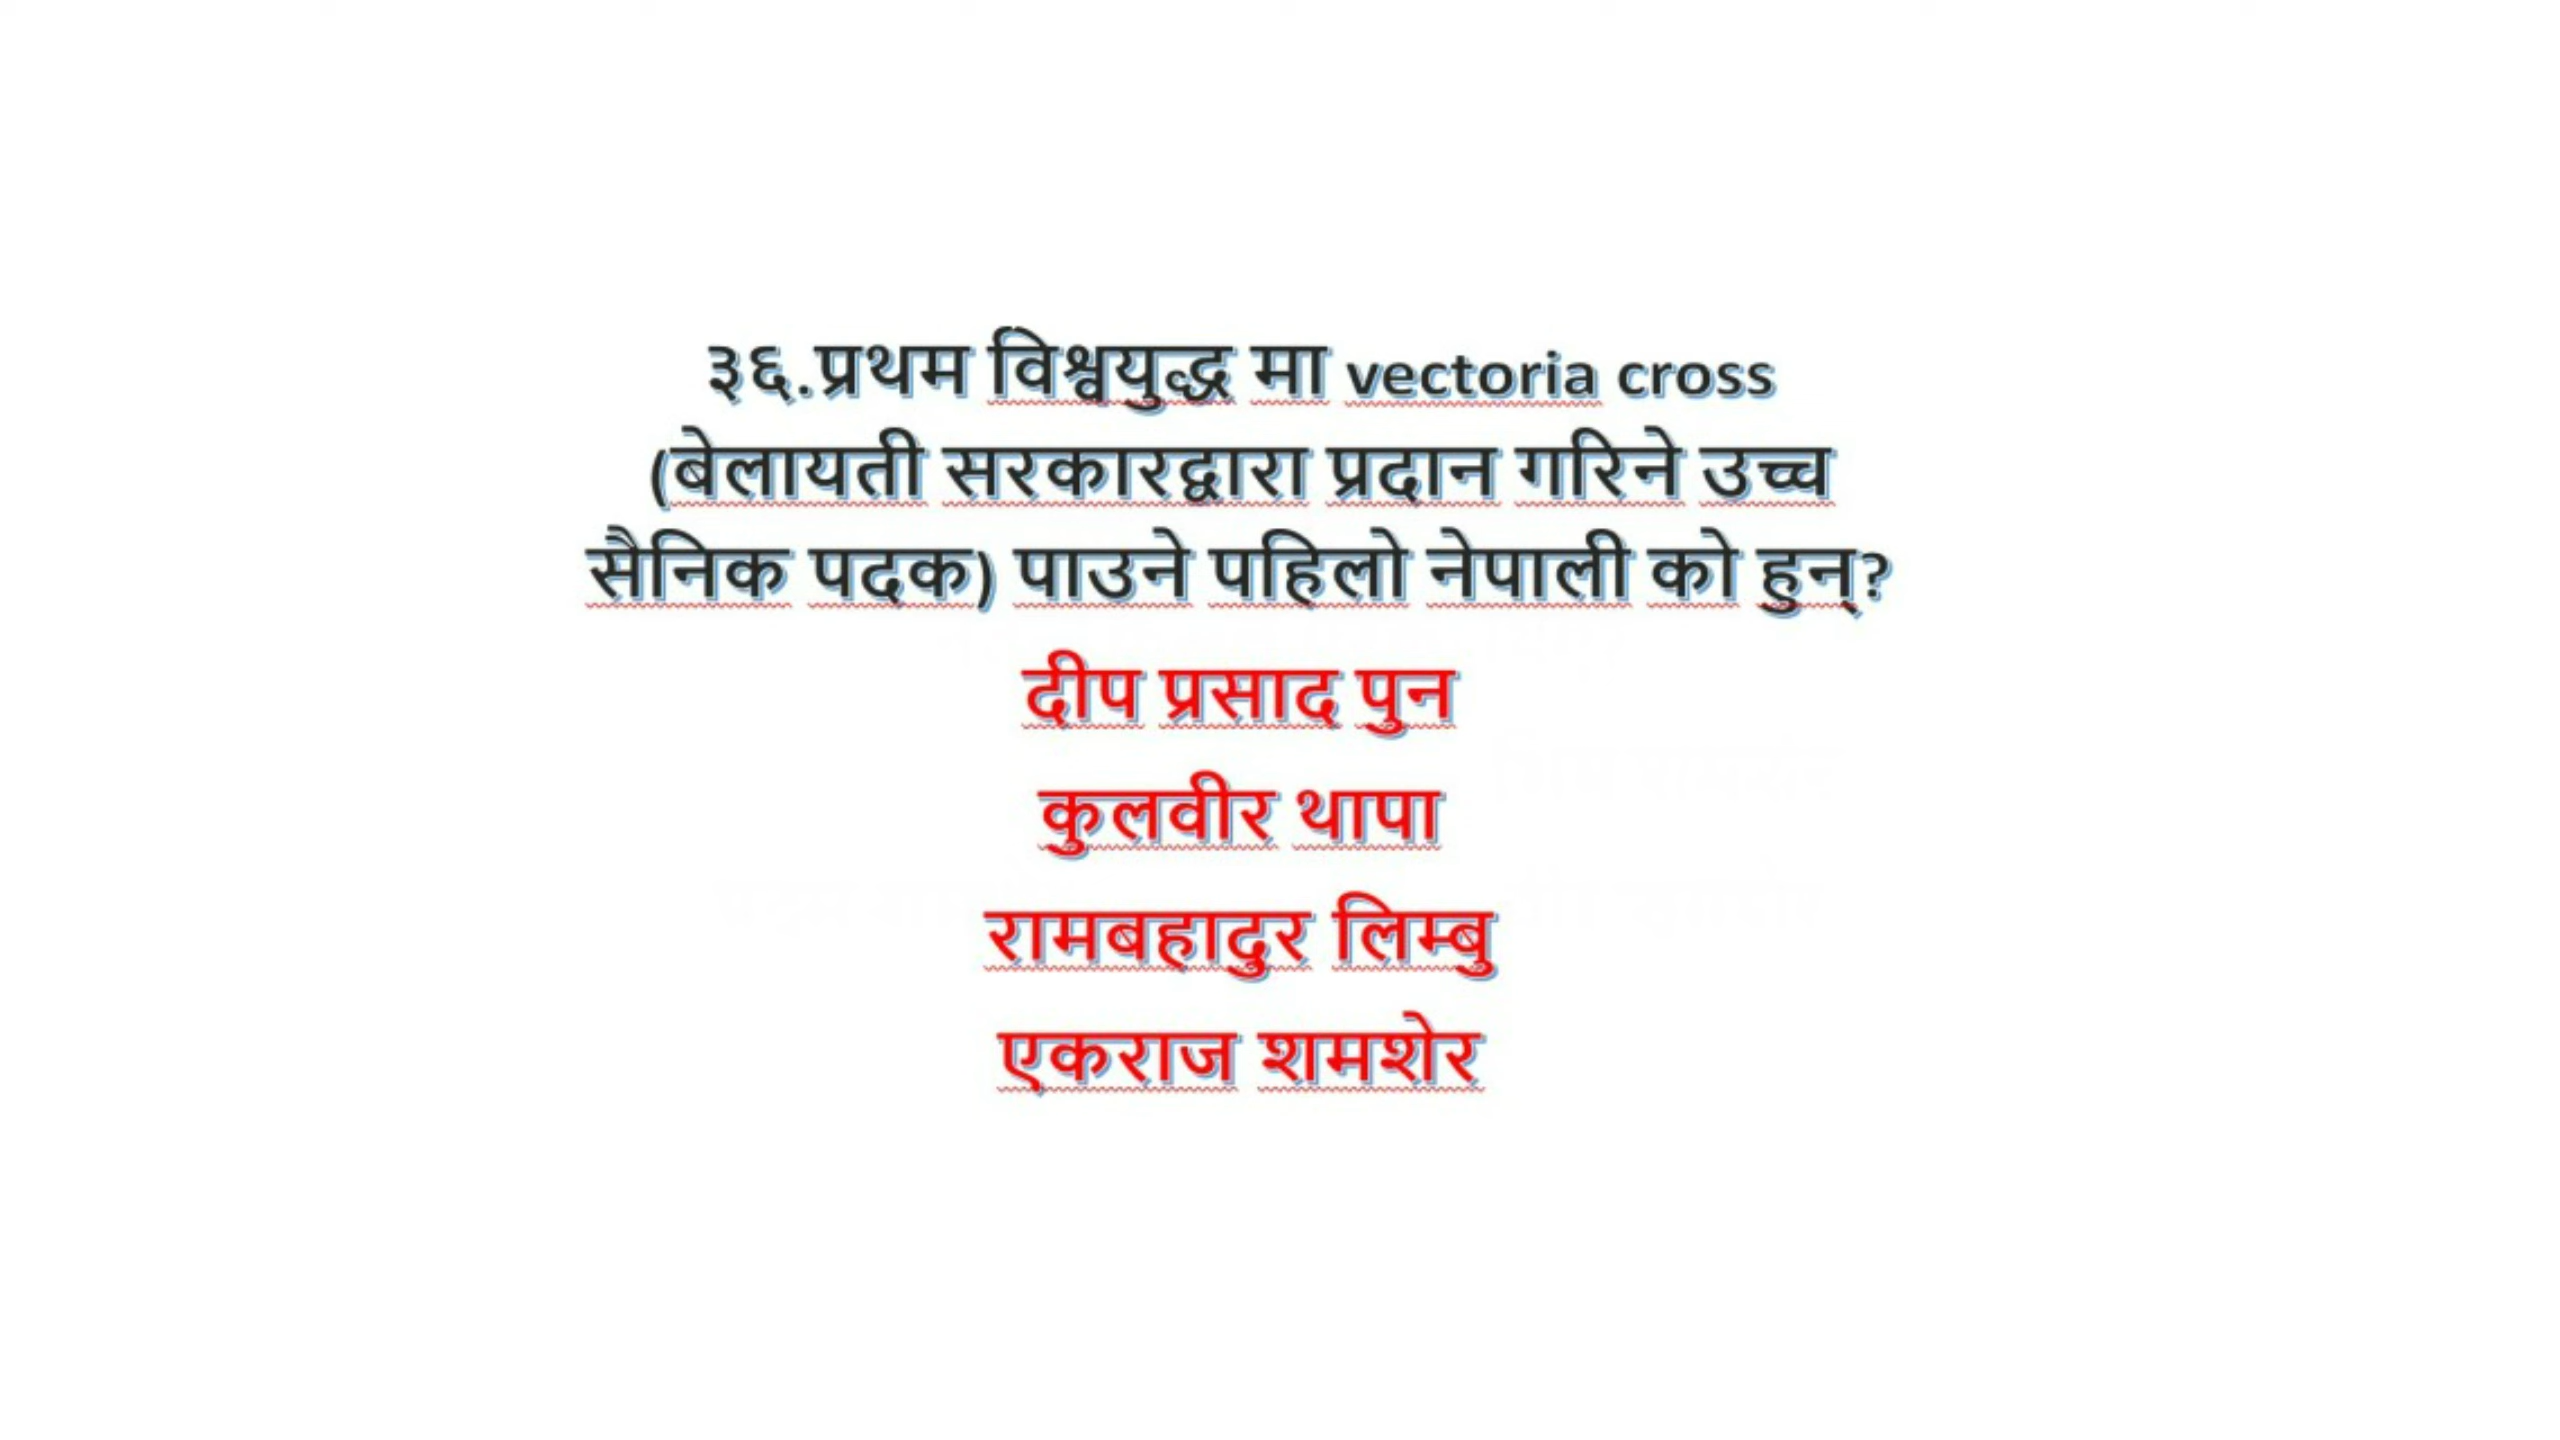 ३६.प्रथम विश्वयुद्ध मा vectoria cross
(बेलायती सरकारद्वारा प्रदान गरिने उच्च
सैनिक पदक) पाउने पहिलो नेपाली को हुन्?
दीप प्रसाद पुन
कुलवीर थापा
रामबहादुर लिम्बु
एकराज शमशेर